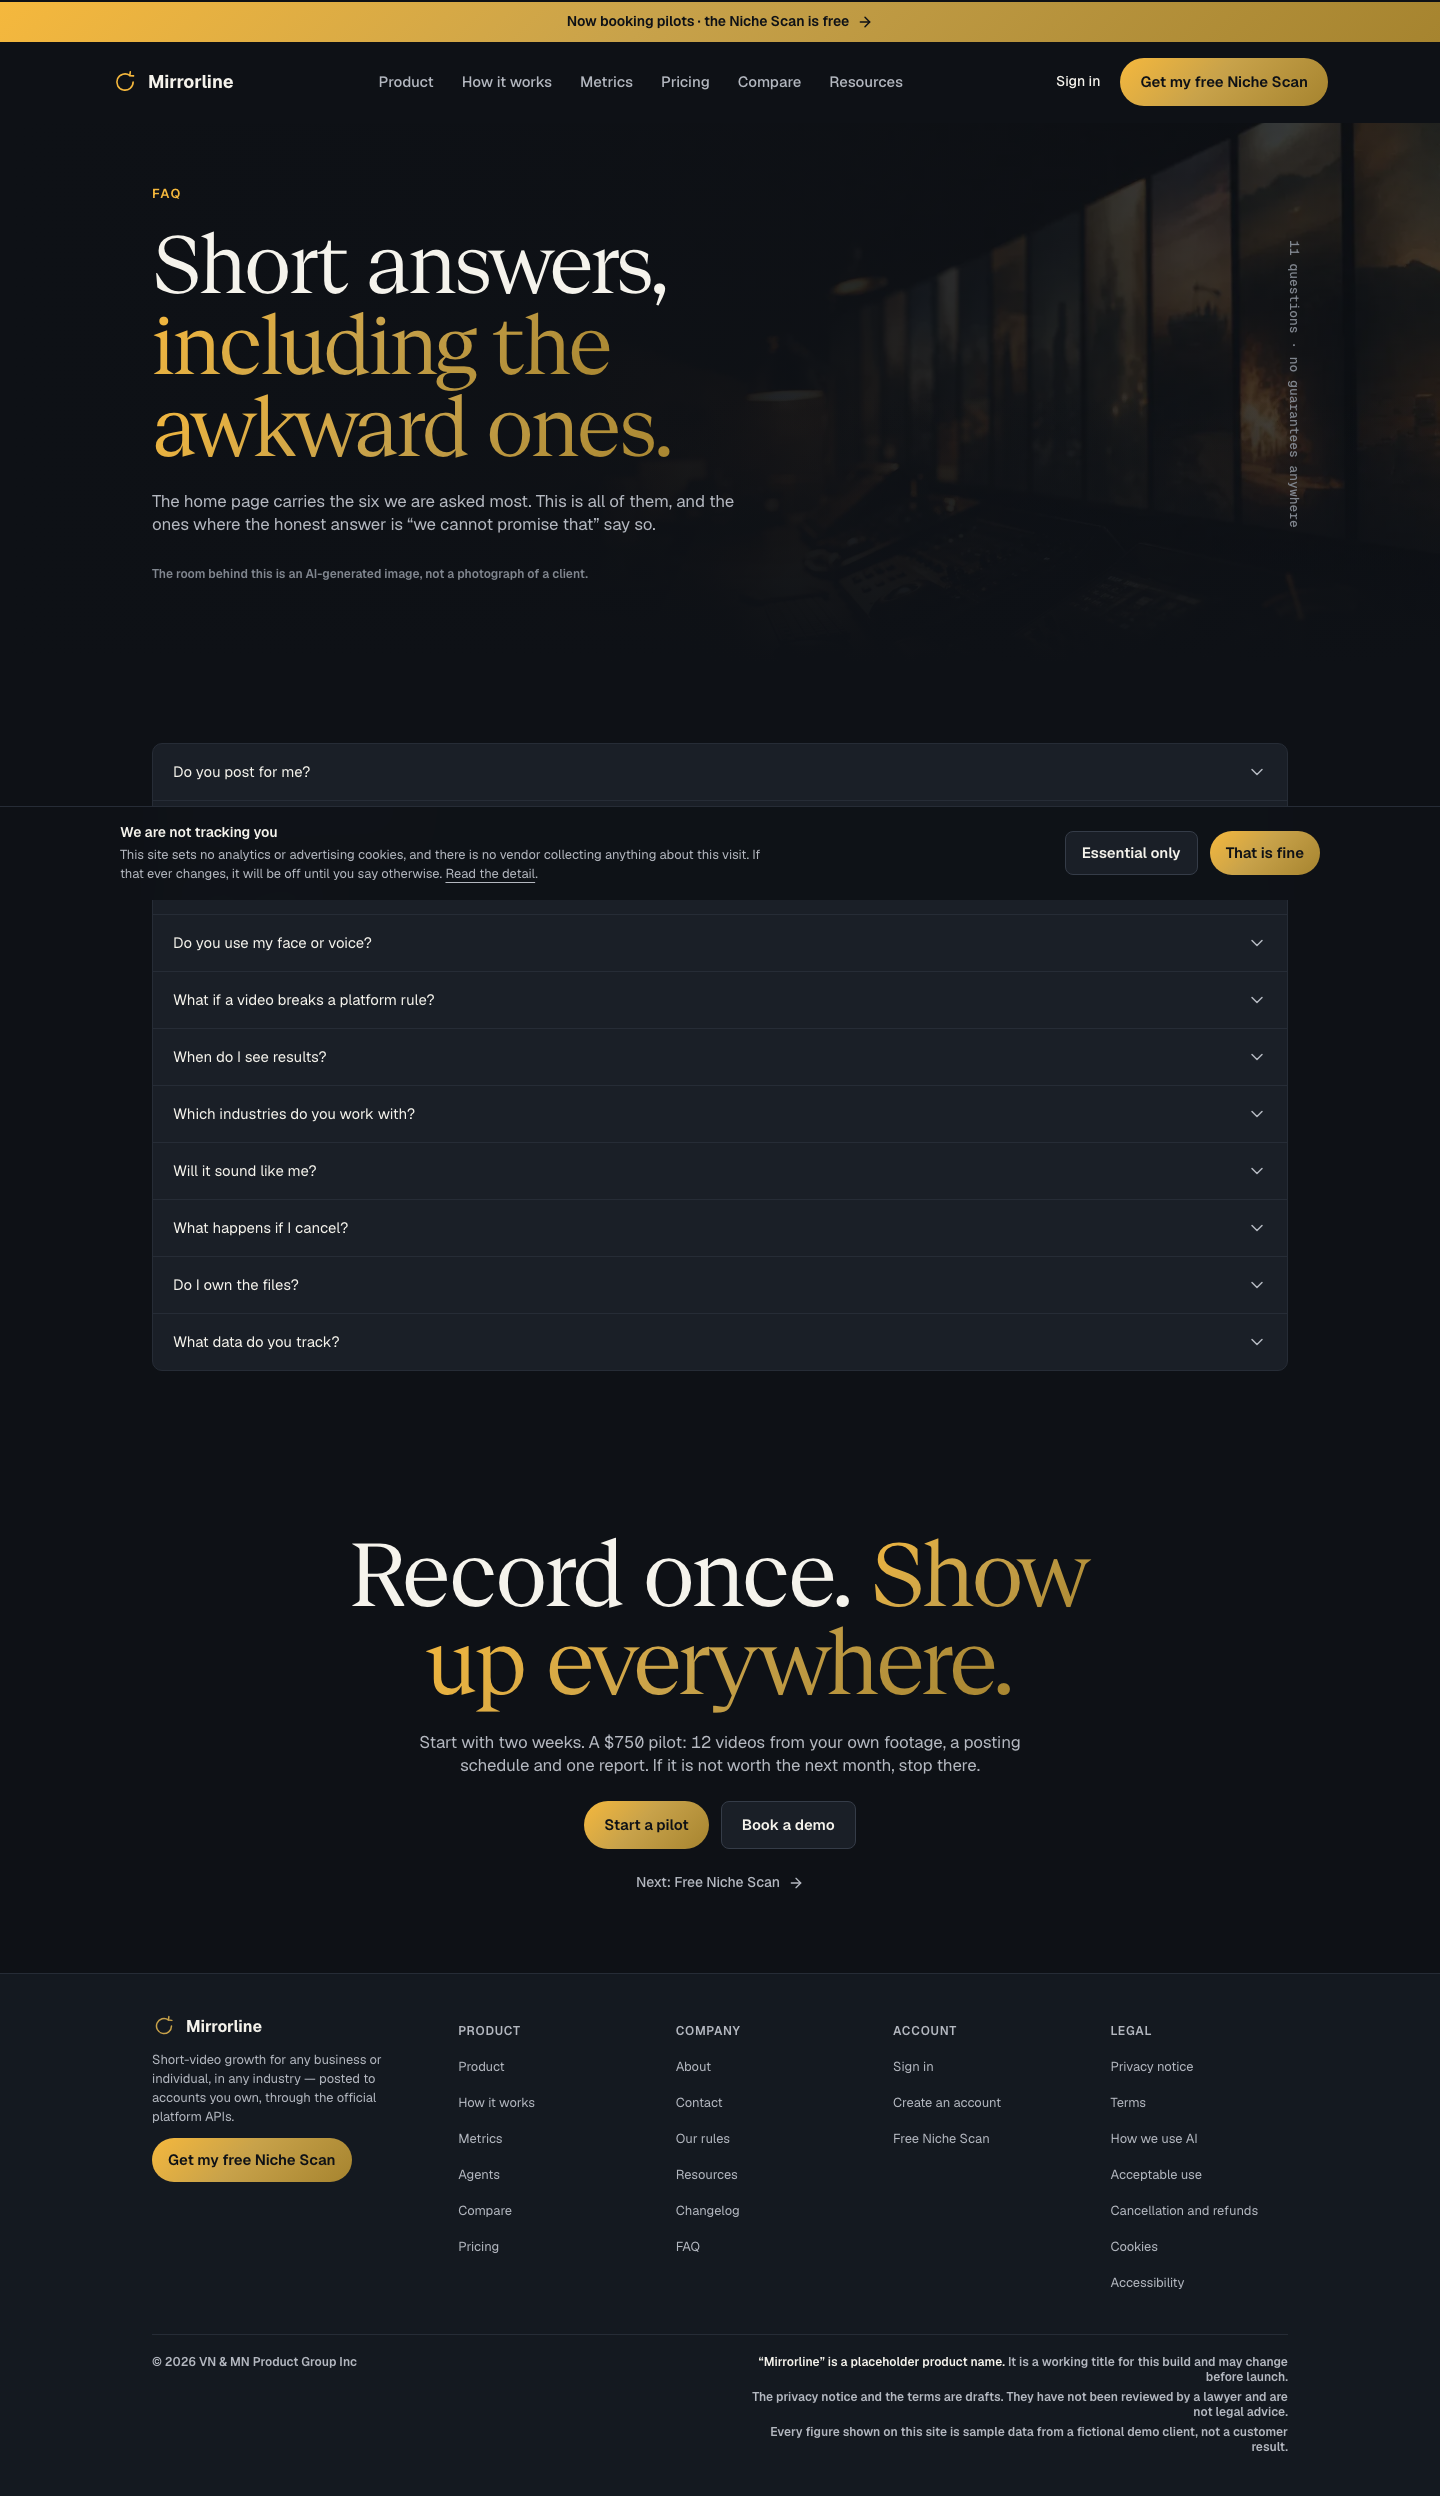 Now booking pilots · the Niche Scan is free
Mirrorline
Product
How it works
Metrics
Pricing
Compare
Resources
Sign in
Get my free Niche Scan
FAQ
Short answers,
including the
awkward ones.
The home page carries the six we are asked most. This is all of them, and the
ones where the honest answer is “we cannot promise that” say so.
The room behind this is an AI-generated image, not a photograph of a client.
11 questions · no guarantees anywhere
Do you post for me?
We are not tracking you
This site sets no analytics or advertising cookies, and there is no vendor collecting anything about this visit. If
that ever changes, it will be off until you say otherwise. Read the detail.
Essential only
That is fine
Do you use my face or voice?
What if a video breaks a platform rule?
When do I see results?
Which industries do you work with?
Will it sound like me?
What happens if I cancel?
Do I own the files?
What data do you track?
Record once. Show
up everywhere.
Start with two weeks. A $750 pilot: 12 videos from your own footage, a posting
schedule and one report. If it is not worth the next month, stop there.
Start a pilot
Book a demo
Next: Free Niche Scan
Mirrorline
Short-video growth for any business or
individual, in any industry — posted to
accounts you own, through the official
platform APIs.
Get my free Niche Scan
PRODUCT
Product
How it works
Metrics
Agents
Compare
Pricing
COMPANY
About
Contact
Our rules
Resources
Changelog
FAQ
ACCOUNT
Sign in
Create an account
Free Niche Scan
LEGAL
Privacy notice
Terms
How we use AI
Acceptable use
Cancellation and refunds
Cookies
Accessibility
© 2026 VN & MN Product Group Inc
“Mirrorline” is a placeholder product name. It is a working title for this build and may change
before launch.
The privacy notice and the terms are drafts. They have not been reviewed by a lawyer and are
not legal advice.
Every figure shown on this site is sample data from a fictional demo client, not a customer
result.